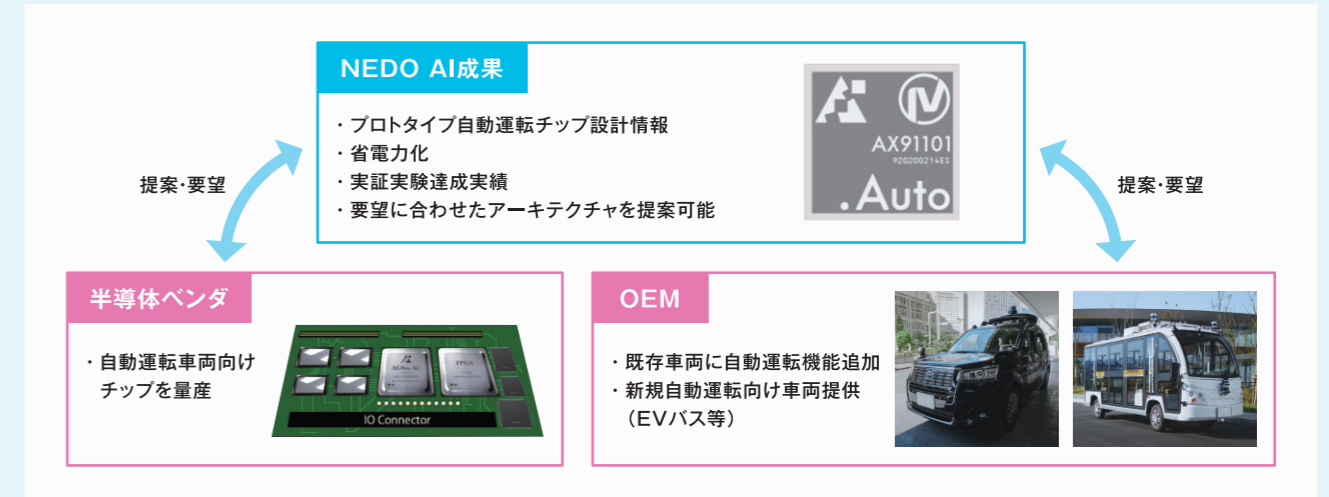 NEDO AI成果
・プロトタイプ自動運転チップ設計情報
・省電力化
・実証実験達成実績
・要望に合わせたアーキテクチャを提案可能
AX91101
920200214ES
.Auto
提案・要望
提案・要望
半導体ベンダ
・自動運転車両向け
チップを量産
FPGA
IO Connector
OEM
・既存車両に自動運転機能追加
・新規自動運転向け車両提供
（EVバス等）